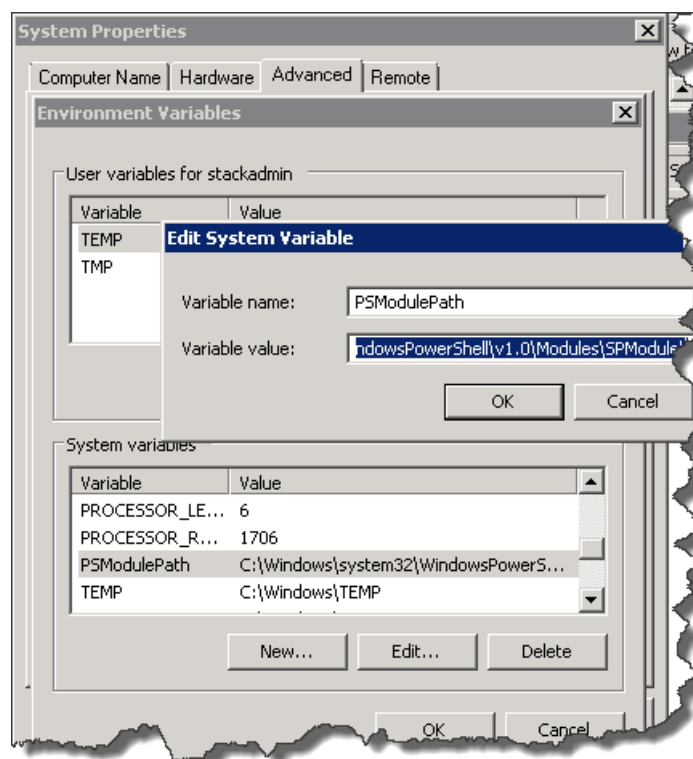 System Properties
Computer Name Hardware Advanced Remote
Environment Variables
User variables for stackadmin
Variable Value
TEMP
TMP
Edit System Variable
Variable name: PSModulePath
Variable value: ndowsPowerShell\v1.0\Modules\SPModule
OK Cancel
System variables
Variable Value
PROCESSOR_LE... 6
PROCESSOR_R... 1706
PSModulePath C:\Windows\system32\WindowsPowerS...
TEMP C:\Windows\TEMP
New... Edit... Delete
OK Cancel